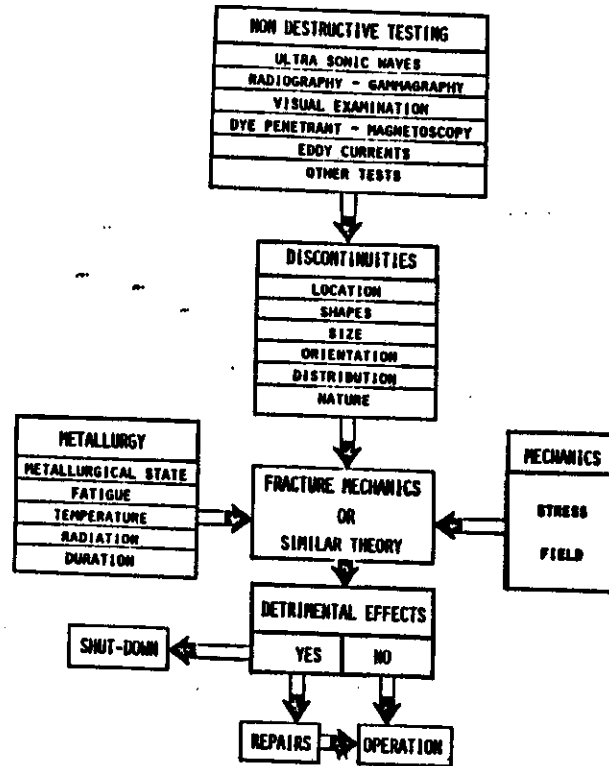 NON DESTRUCTIVE TESTING
ULTRA SONIC WAVES
RADIOGRAPHY - GAMMAGRAPHY
VISUAL EXAMINATION
DYE PENETRANT - MAGNETOSCOPY
EDDY CURRENTS
OTHER TESTS
DISCONTINUITIES
LOCATION
SHAPES
SIZE
ORIENTATION
DISTRIBUTION
NATURE
METALLURGY
METALLURGICAL STATE
FATIGUE
TEMPERATURE
RADIATION
DURATION
FRACTURE MECHANICS
OR
SIMILAR THEORY
MECHANICS
STRESS
FIELD
DETRIMENTAL EFFECTS
YES
NO
SHUT-DOWN
REPAIRS
OPERATION